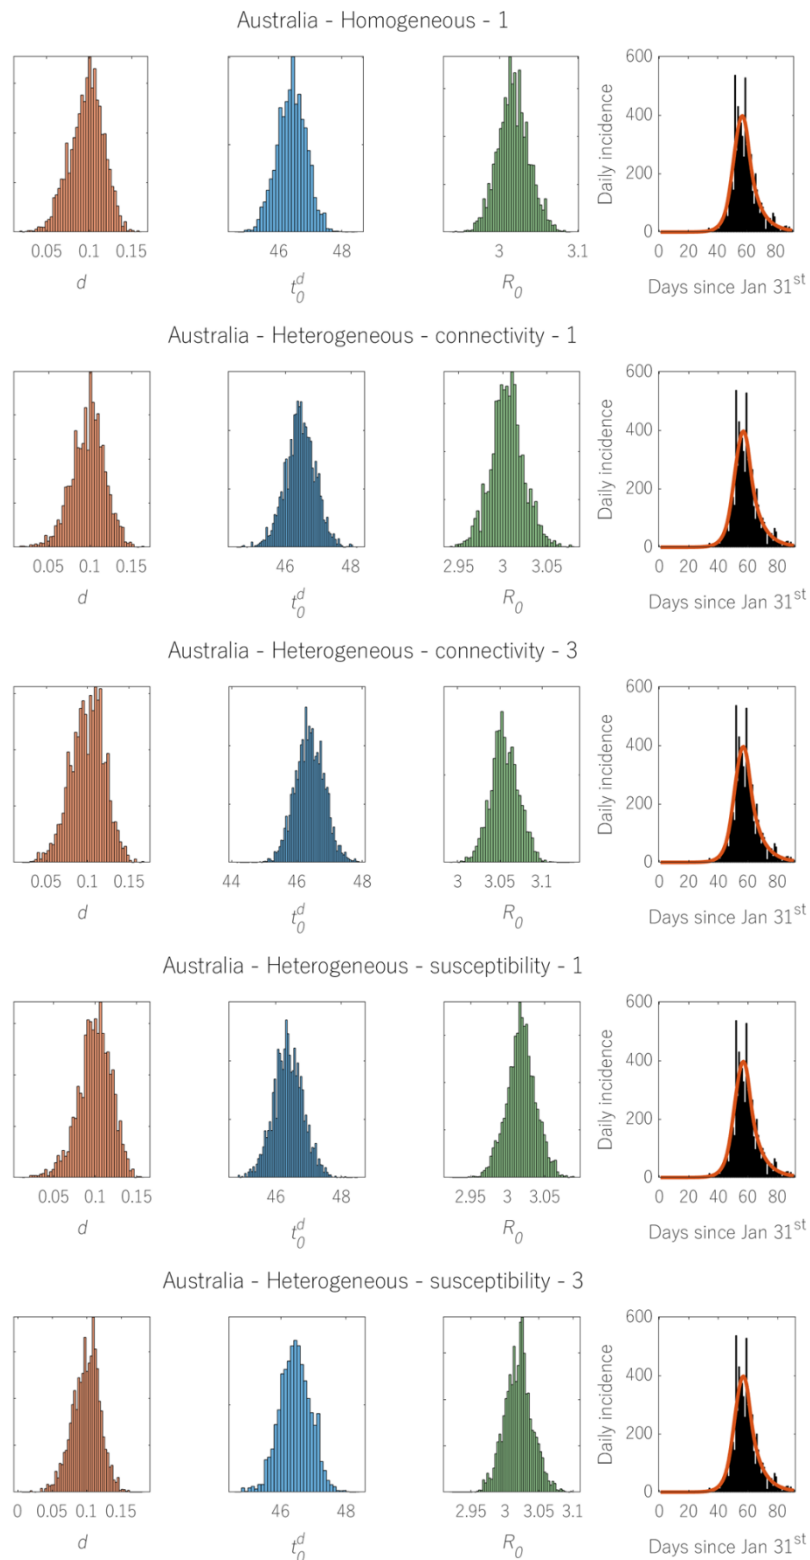 Australia - Homogeneous - 1
600
400
200
0
Daily incidence
0.05 0.1 0.15
46 48
3 3.1
0 20 40 60 80
d
t₀ᵈ
R₀
Days since Jan 31st
Australia - Heterogeneous - connectivity - 1
600
400
200
0
Daily incidence
0.05 0.1 0.15
46 48
2.95 3 3.05
0 20 40 60 80
d
t₀ᵈ
R₀
Days since Jan 31st
Australia - Heterogeneous - connectivity - 3
600
400
200
0
Daily incidence
0.05 0.1 0.15
44 46 48
3 3.05 3.1
0 20 40 60 80
d
t₀ᵈ
R₀
Days since Jan 31st
Australia - Heterogeneous - susceptibility - 1
600
400
200
0
Daily incidence
0.05 0.1 0.15
46 48
2.95 3 3.05
0 20 40 60 80
d
t₀ᵈ
R₀
Days since Jan 31st
Australia - Heterogeneous - susceptibility - 3
600
400
200
0
Daily incidence
0 0.05 0.1 0.15
46 48
2.95 3 3.05 3.1
0 20 40 60 80
d
t₀ᵈ
R₀
Days since Jan 31st